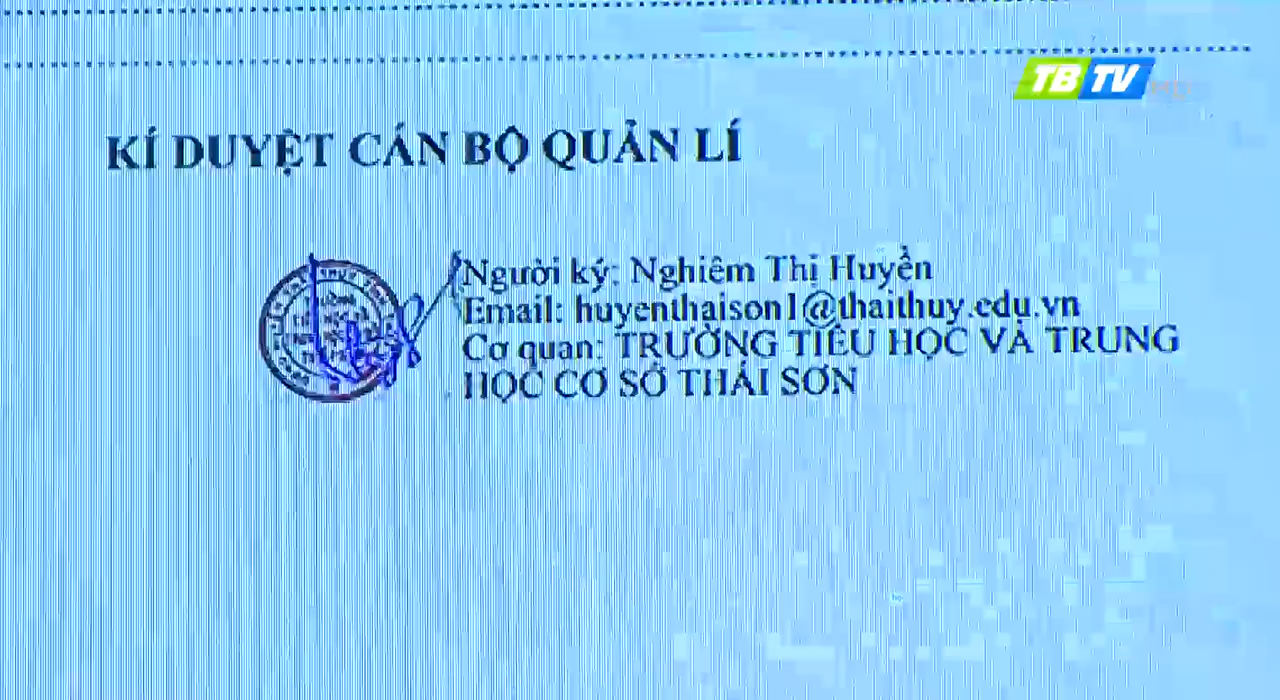 TBTV
KÍ DUYỆT CÁN BỘ QUẢN LÍ
Người ký: Nghiêm Thị Huyền
Email: huyenthaison1@thaithuy.edu.vn
Cơ quan: TRƯỜNG TIỂU HỌC VÀ TRUNG
HỌC CƠ SỞ THÁI SƠN